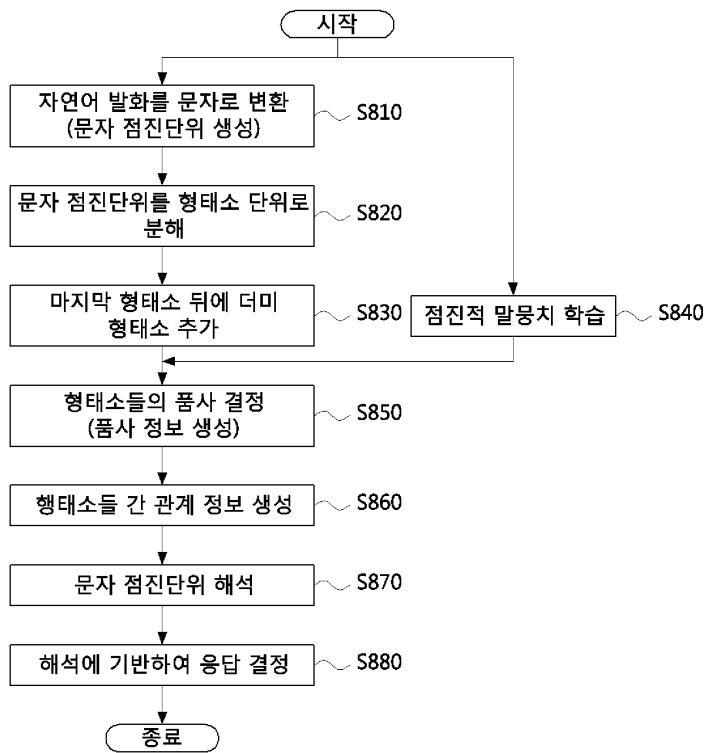 시작
자연어 발화를 문자로 변환
(문자 점진단위 생성)
S810
문자 점진단위를 형태소 단위로
분해
S820
마지막 형태소 뒤에 더미
형태소 추가
S830
점진적 말뭉치 학습
S840
형태소들의 품사 결정
(품사 정보 생성)
S850
행태소들 간 관계 정보 생성
S860
문자 점진단위 해석
S870
해석에 기반하여 응답 결정
S880
종료